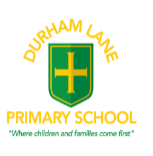 DURHAM LANE
PRIMARY SCHOOL
"Where children and families come first"